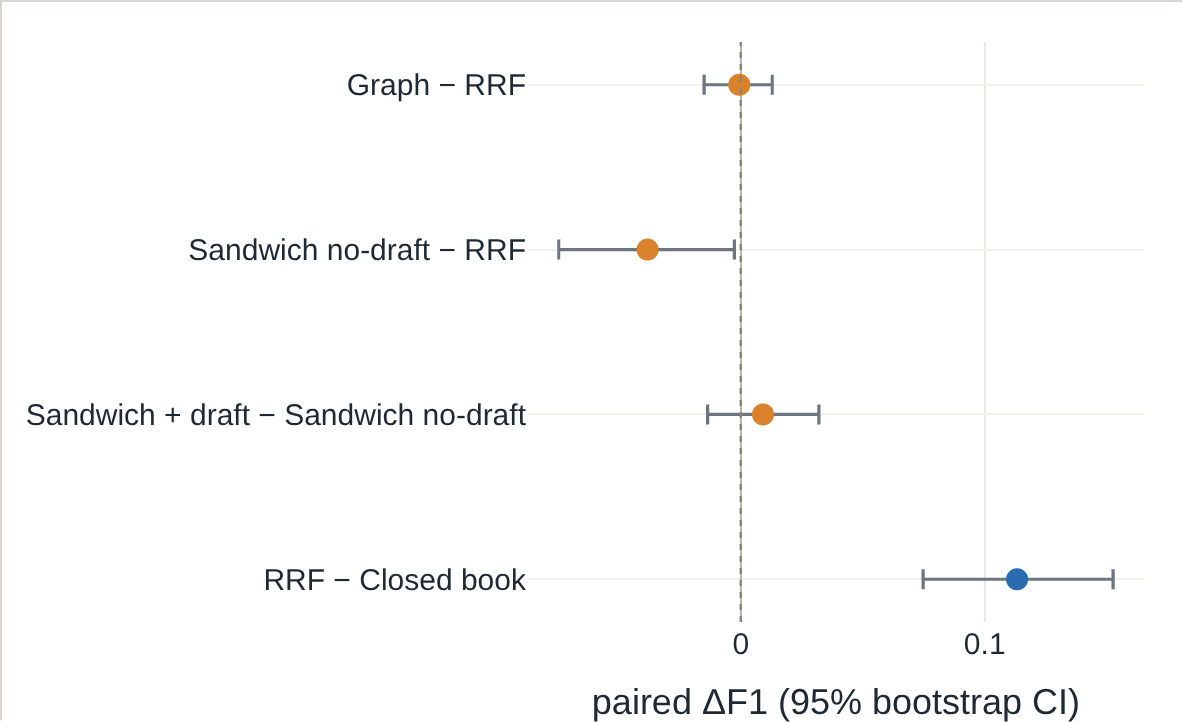 Graph − RRF
Sandwich no-draft − RRF
Sandwich + draft − Sandwich no-draft
RRF − Closed book
0 0.1
paired ΔF1 (95% bootstrap CI)